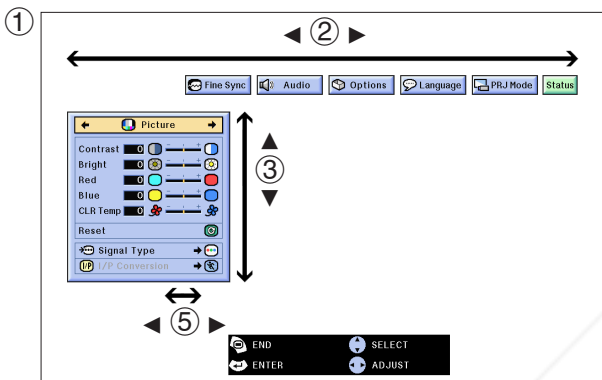 ①
◄ ② ►
Fine Sync Audio Options Language PRJ Mode Status
Picture
Contrast 0 - +
Bright 0 - +
Red 0 - +
Blue 0 - +
CLR Temp 0 - +
Reset
Signal Type
I/P I/P Conversion
▲
③
▼
◄ ⑤ ►
END SELECT
ENTER ADJUST